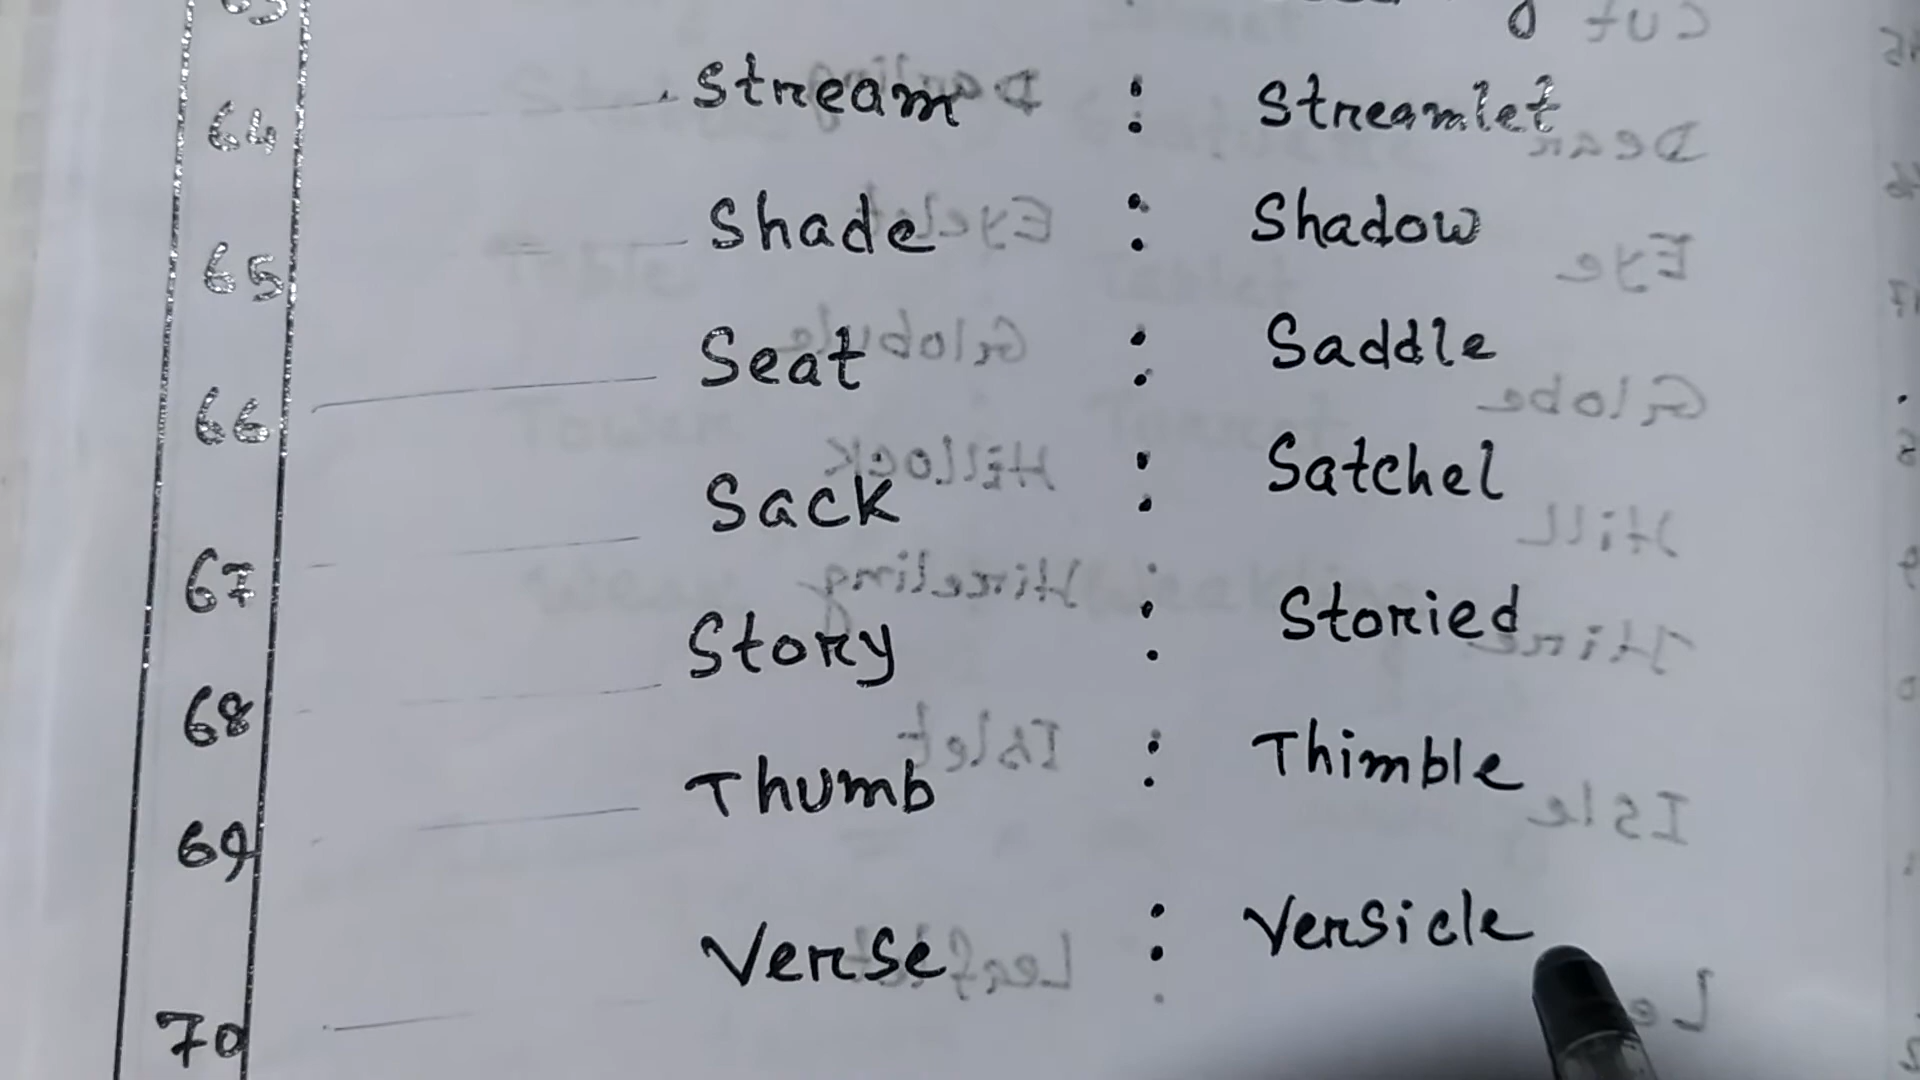 64 Stream : Streamlet
65 Shade : Shadow
66 Seat : Saddle
67 Sack : Satchel
68 Story : Storied
69 Thumb : Thimble
70 Verse : Versicle